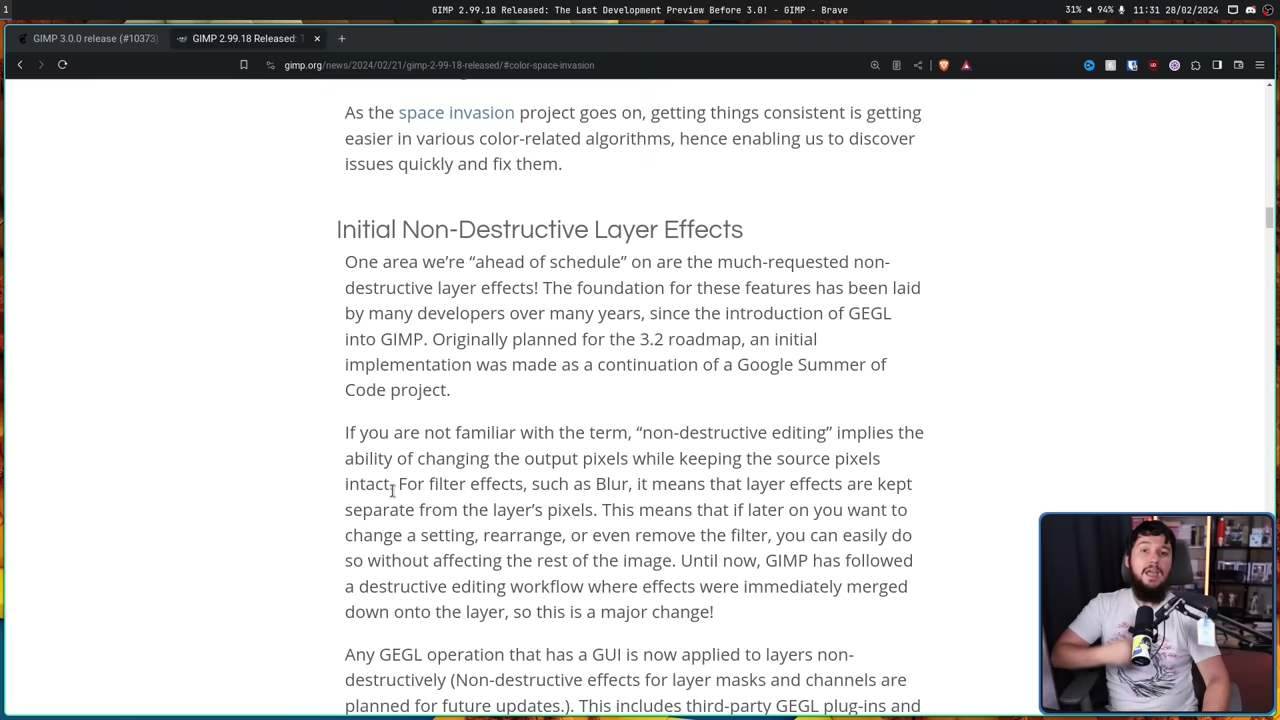 1
GIMP 2.99.18 Released: The Last Development Preview Before 3.0! - GIMP - Brave
31% 94% 11:31 28/02/2024
GIMP 3.0.0 release (#10373)
GIMP 2.99.18 Released: T
gimp.org/news/2024/02/21/gimp-2-99-18-released/#color-space-invasion
As the space invasion project goes on, getting things consistent is getting
easier in various color-related algorithms, hence enabling us to discover
issues quickly and fix them.
Initial Non-Destructive Layer Effects
One area we’re “ahead of schedule” on are the much-requested non-
destructive layer effects! The foundation for these features has been laid
by many developers over many years, since the introduction of GEGL
into GIMP. Originally planned for the 3.2 roadmap, an initial
implementation was made as a continuation of a Google Summer of
Code project.
If you are not familiar with the term, “non-destructive editing” implies the
ability of changing the output pixels while keeping the source pixels
intact. For filter effects, such as Blur, it means that layer effects are kept
separate from the layer’s pixels. This means that if later on you want to
change a setting, rearrange, or even remove the filter, you can easily do
so without affecting the rest of the image. Until now, GIMP has followed
a destructive editing workflow where effects were immediately merged
down onto the layer, so this is a major change!
Any GEGL operation that has a GUI is now applied to layers non-
destructively (Non-destructive effects for layer masks and channels are
planned for future updates.). This includes third-party GEGL plug-ins and